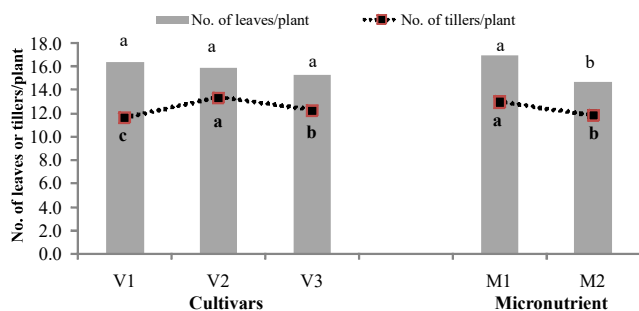 No. of leaves/plant No. of tillers/plant
No. of leaves or tillers/plant
18.0
16.0
14.0
12.0
10.0
8.0
6.0
4.0
2.0
0.0
a a a a b
c a b a b
V1 V2 V3 M1 M2
Cultivars Micronutrient